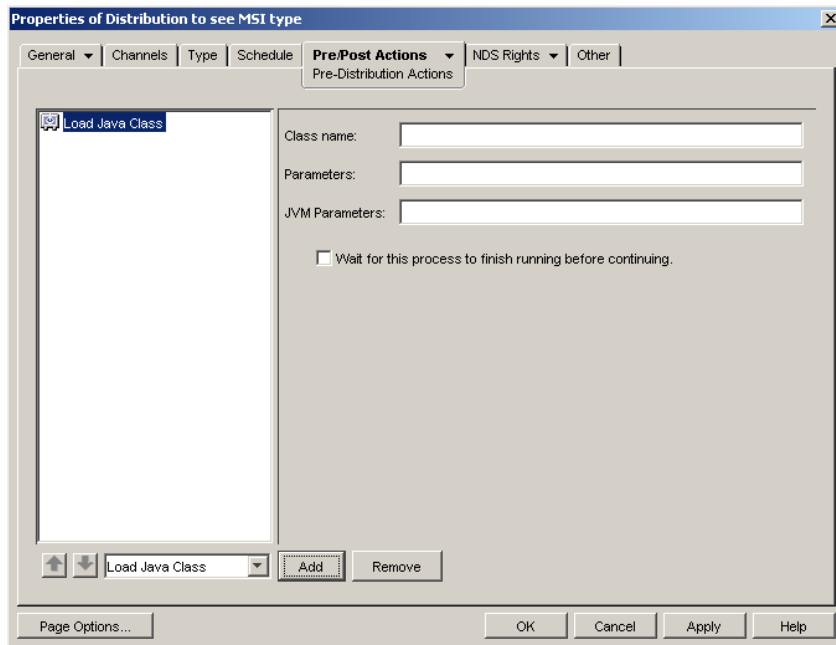 Properties of Distribution to see MSI type
General Channels Type Schedule Pre/Post Actions NDS Rights Other
Pre-Distribution Actions
Load Java Class
Class name:
Parameters:
JVM Parameters:
Wait for this process to finish running before continuing.
Load Java Class Add Remove
Page Options... OK Cancel Apply Help